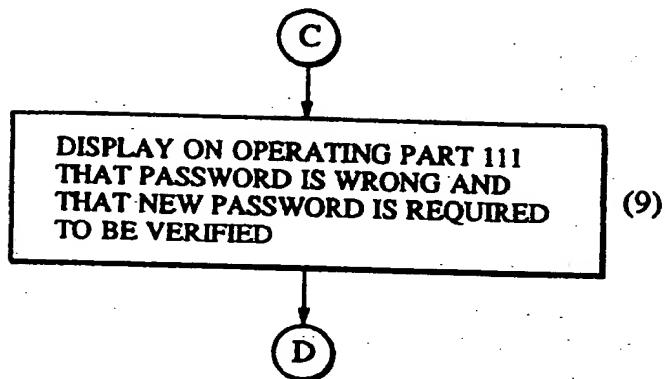 C
DISPLAY ON OPERATING PART 111
THAT PASSWORD IS WRONG AND
THAT NEW PASSWORD IS REQUIRED
TO BE VERIFIED
(9)
D